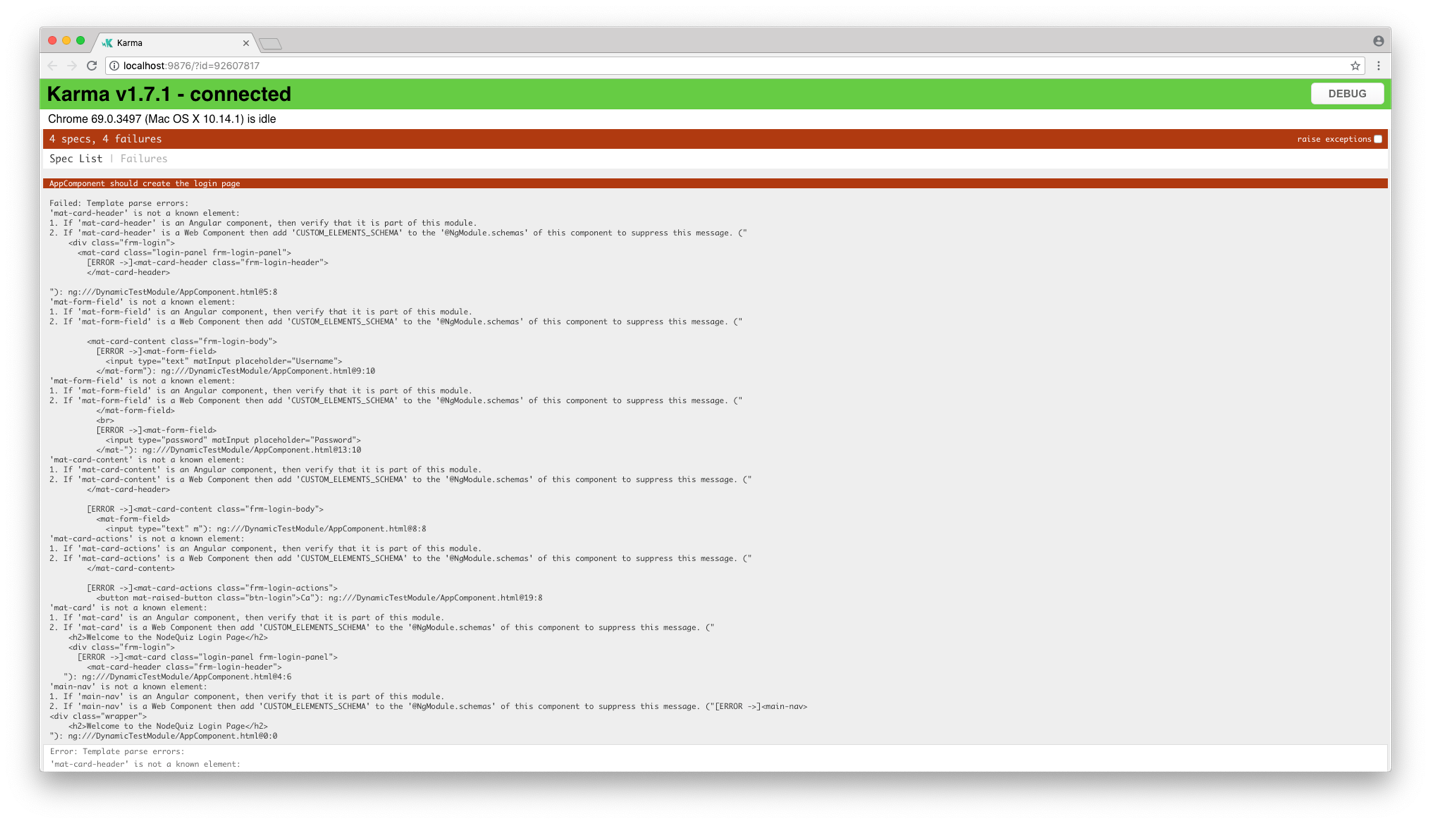 Karma
localhost:9876/?id=92607817
Karma v1.7.1 - connected
DEBUG
Chrome 69.0.3497 (Mac OS X 10.14.1) is idle
4 specs, 4 failures
raise exceptions
Spec List | Failures
AppComponent should create the login page
Failed: Template parse errors:
'mat-card-header' is not a known element:
1. If 'mat-card-header' is an Angular component, then verify that it is part of this module.
2. If 'mat-card-header' is a Web Component then add 'CUSTOM_ELEMENTS_SCHEMA' to the '@NgModule.schemas' of this component to suppress this message. ("
    <div class="frm-login">
      <mat-card class="login-panel frm-login-panel">
        [ERROR ->]<mat-card-header class="frm-login-header">
        </mat-card-header>
"): ng:///DynamicTestModule/AppComponent.html@5:8
'mat-form-field' is not a known element:
1. If 'mat-form-field' is an Angular component, then verify that it is part of this module.
2. If 'mat-form-field' is a Web Component then add 'CUSTOM_ELEMENTS_SCHEMA' to the '@NgModule.schemas' of this component to suppress this message. ("
        <mat-card-content class="frm-login-body">
          [ERROR ->]<mat-form-field>
            <input type="text" matInput placeholder="Username">
          </mat-form"): ng:///DynamicTestModule/AppComponent.html@9:10
'mat-form-field' is not a known element:
1. If 'mat-form-field' is an Angular component, then verify that it is part of this module.
2. If 'mat-form-field' is a Web Component then add 'CUSTOM_ELEMENTS_SCHEMA' to the '@NgModule.schemas' of this component to suppress this message. ("
          </mat-form-field>
          <br>
          [ERROR ->]<mat-form-field>
            <input type="password" matInput placeholder="Password">
          </mat-"): ng:///DynamicTestModule/AppComponent.html@13:10
'mat-card-content' is not a known element:
1. If 'mat-card-content' is an Angular component, then verify that it is part of this module.
2. If 'mat-card-content' is a Web Component then add 'CUSTOM_ELEMENTS_SCHEMA' to the '@NgModule.schemas' of this component to suppress this message. ("
        </mat-card-header>
        [ERROR ->]<mat-card-content class="frm-login-body">
          <mat-form-field>
            <input type="text" m"): ng:///DynamicTestModule/AppComponent.html@8:8
'mat-card-actions' is not a known element:
1. If 'mat-card-actions' is an Angular component, then verify that it is part of this module.
2. If 'mat-card-actions' is a Web Component then add 'CUSTOM_ELEMENTS_SCHEMA' to the '@NgModule.schemas' of this component to suppress this message. ("
        </mat-card-content>
        [ERROR ->]<mat-card-actions class="frm-login-actions">
          <button mat-raised-button class="btn-login">Ca"): ng:///DynamicTestModule/AppComponent.html@19:8
'mat-card' is not a known element:
1. If 'mat-card' is an Angular component, then verify that it is part of this module.
2. If 'mat-card' is a Web Component then add 'CUSTOM_ELEMENTS_SCHEMA' to the '@NgModule.schemas' of this component to suppress this message. ("
    <h2>Welcome to the NodeQuiz Login Page</h2>
    <div class="frm-login">
      [ERROR ->]<mat-card class="login-panel frm-login-panel">
        <mat-card-header class="frm-login-header">
   "): ng:///DynamicTestModule/AppComponent.html@4:6
'main-nav' is not a known element:
1. If 'main-nav' is an Angular component, then verify that it is part of this module.
2. If 'main-nav' is a Web Component then add 'CUSTOM_ELEMENTS_SCHEMA' to the '@NgModule.schemas' of this component to suppress this message. ("[ERROR ->]<main-nav>
<div class="wrapper">
    <h2>Welcome to the NodeQuiz Login Page</h2>
"): ng:///DynamicTestModule/AppComponent.html@0:0
Error: Template parse errors:
'mat-card-header' is not a known element: